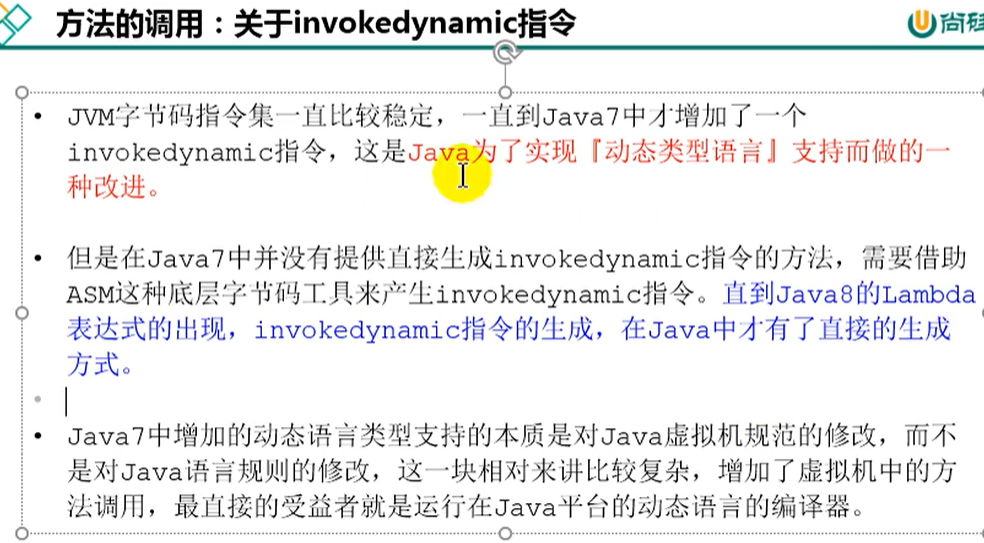 方法的调用：关于invokedynamic指令
尚硅
• JVM字节码指令集一直比较稳定，一直到Java7中才增加了一个
invokedynamic指令，这是Java为了实现『动态类型语言』支持而做的一
种改进。
• 但是在Java7中并没有提供直接生成invokedynamic指令的方法，需要借助
ASM这种底层字节码工具来产生invokedynamic指令。直到Java8的Lambda
表达式的出现，invokedynamic指令的生成，在Java中才有了直接的生成
方式。
• Java7中增加的动态语言类型支持的本质是对Java虚拟机规范的修改，而不
是对Java语言规则的修改，这一块相对来讲比较复杂，增加了虚拟机中的方
法调用，最直接的受益者就是运行在Java平台的动态语言的编译器。